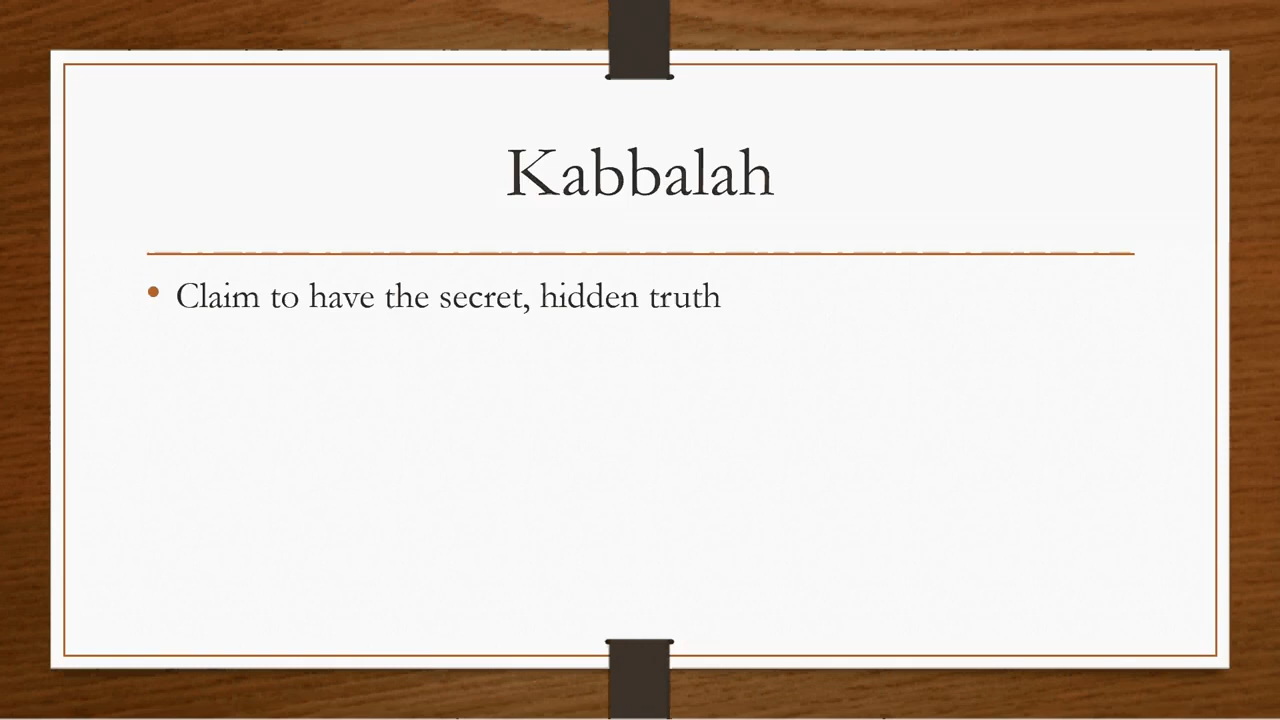 Kabbalah
• Claim to have the secret, hidden truth